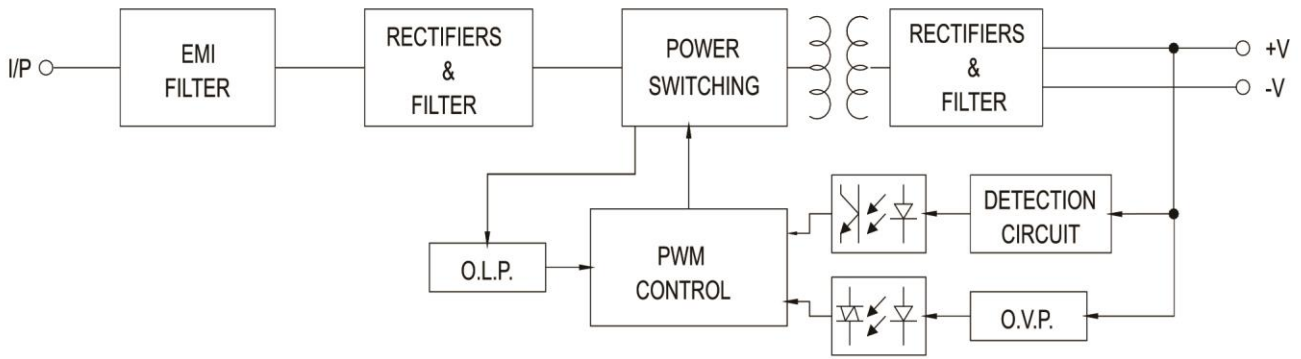 I/P
EMI
FILTER
RECTIFIERS
&
FILTER
POWER
SWITCHING
RECTIFIERS
&
FILTER
+V
-V
DETECTION
CIRCUIT
O.L.P.
PWM
CONTROL
O.V.P.